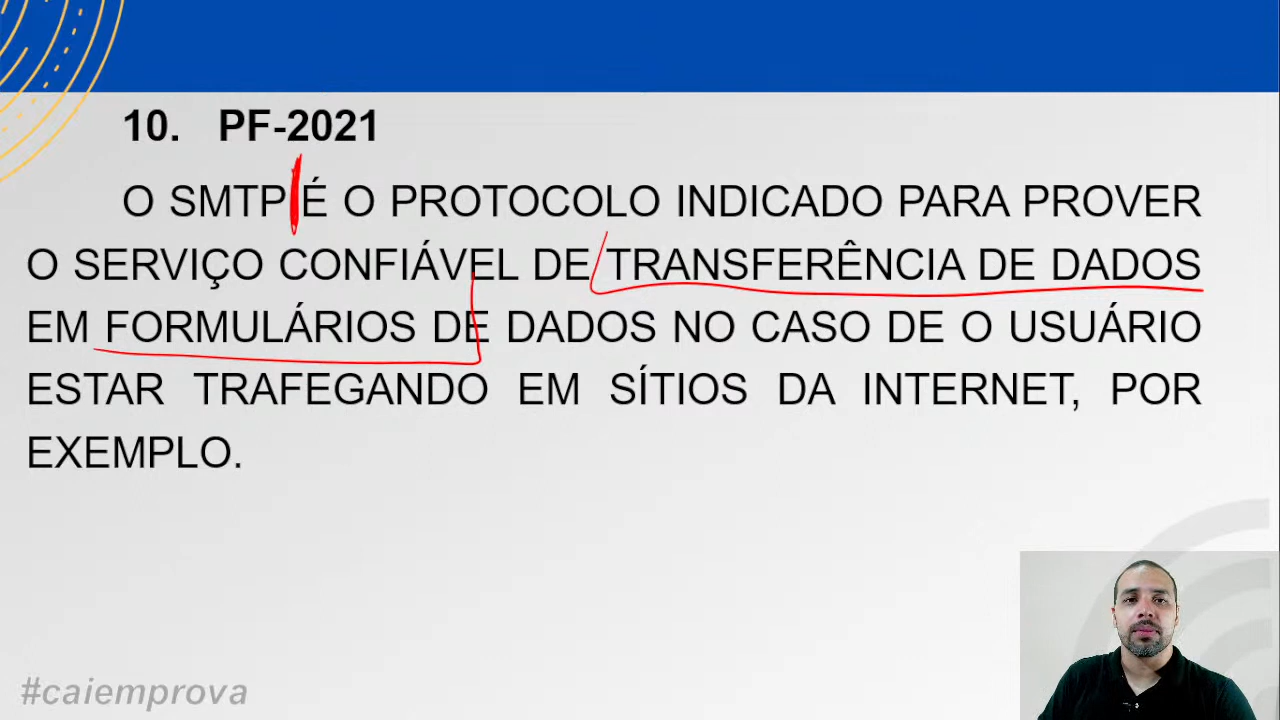 10. PF-2021
O SMTP É O PROTOCOLO INDICADO PARA PROVER
O SERVIÇO CONFIÁVEL DE TRANSFERÊNCIA DE DADOS
EM FORMULÁRIOS DE DADOS NO CASO DE O USUÁRIO
ESTAR TRAFEGANDO EM SÍTIOS DA INTERNET, POR
EXEMPLO.
#caiemprova